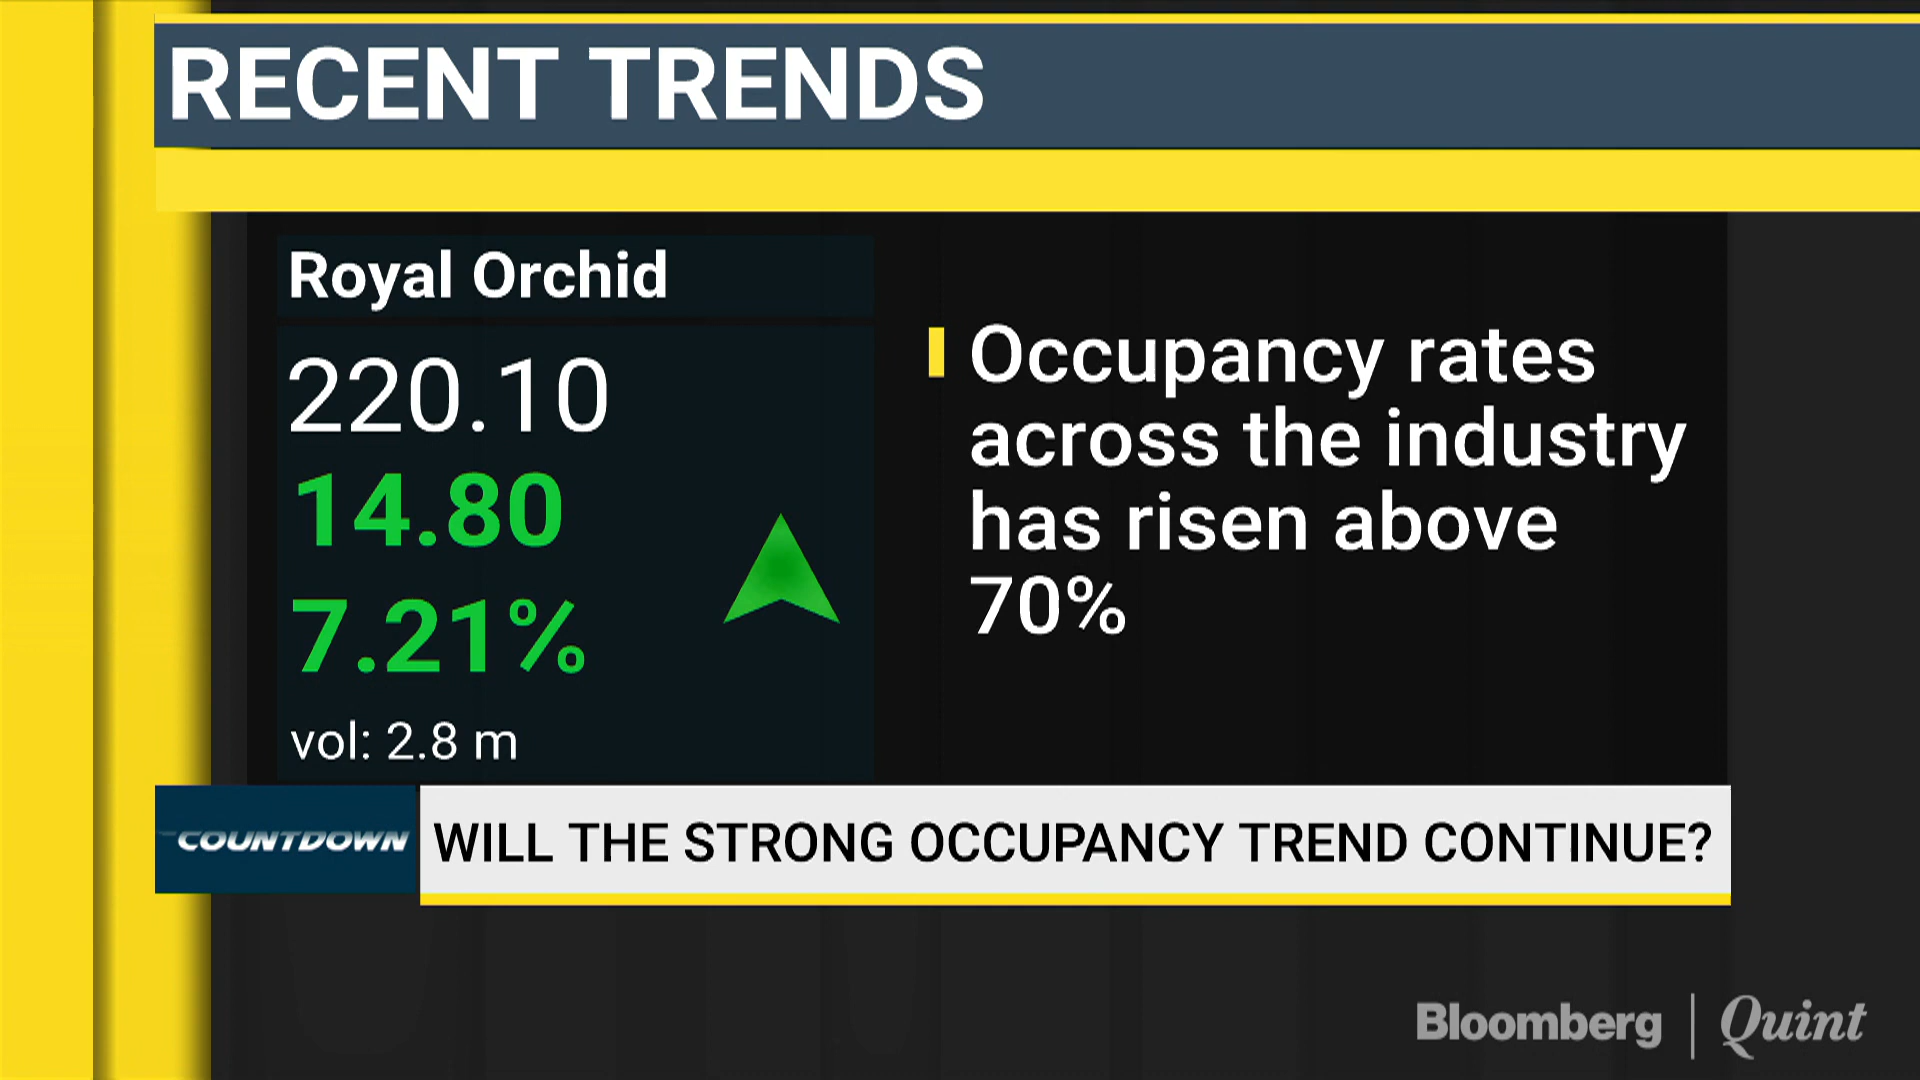 RECENT TRENDS
Royal Orchid
220.10
14.80
7.21%
vol: 2.8 m
Occupancy rates
across the industry
has risen above
70%
COUNTDOWN
WILL THE STRONG OCCUPANCY TREND CONTINUE?
Bloomberg | Quint